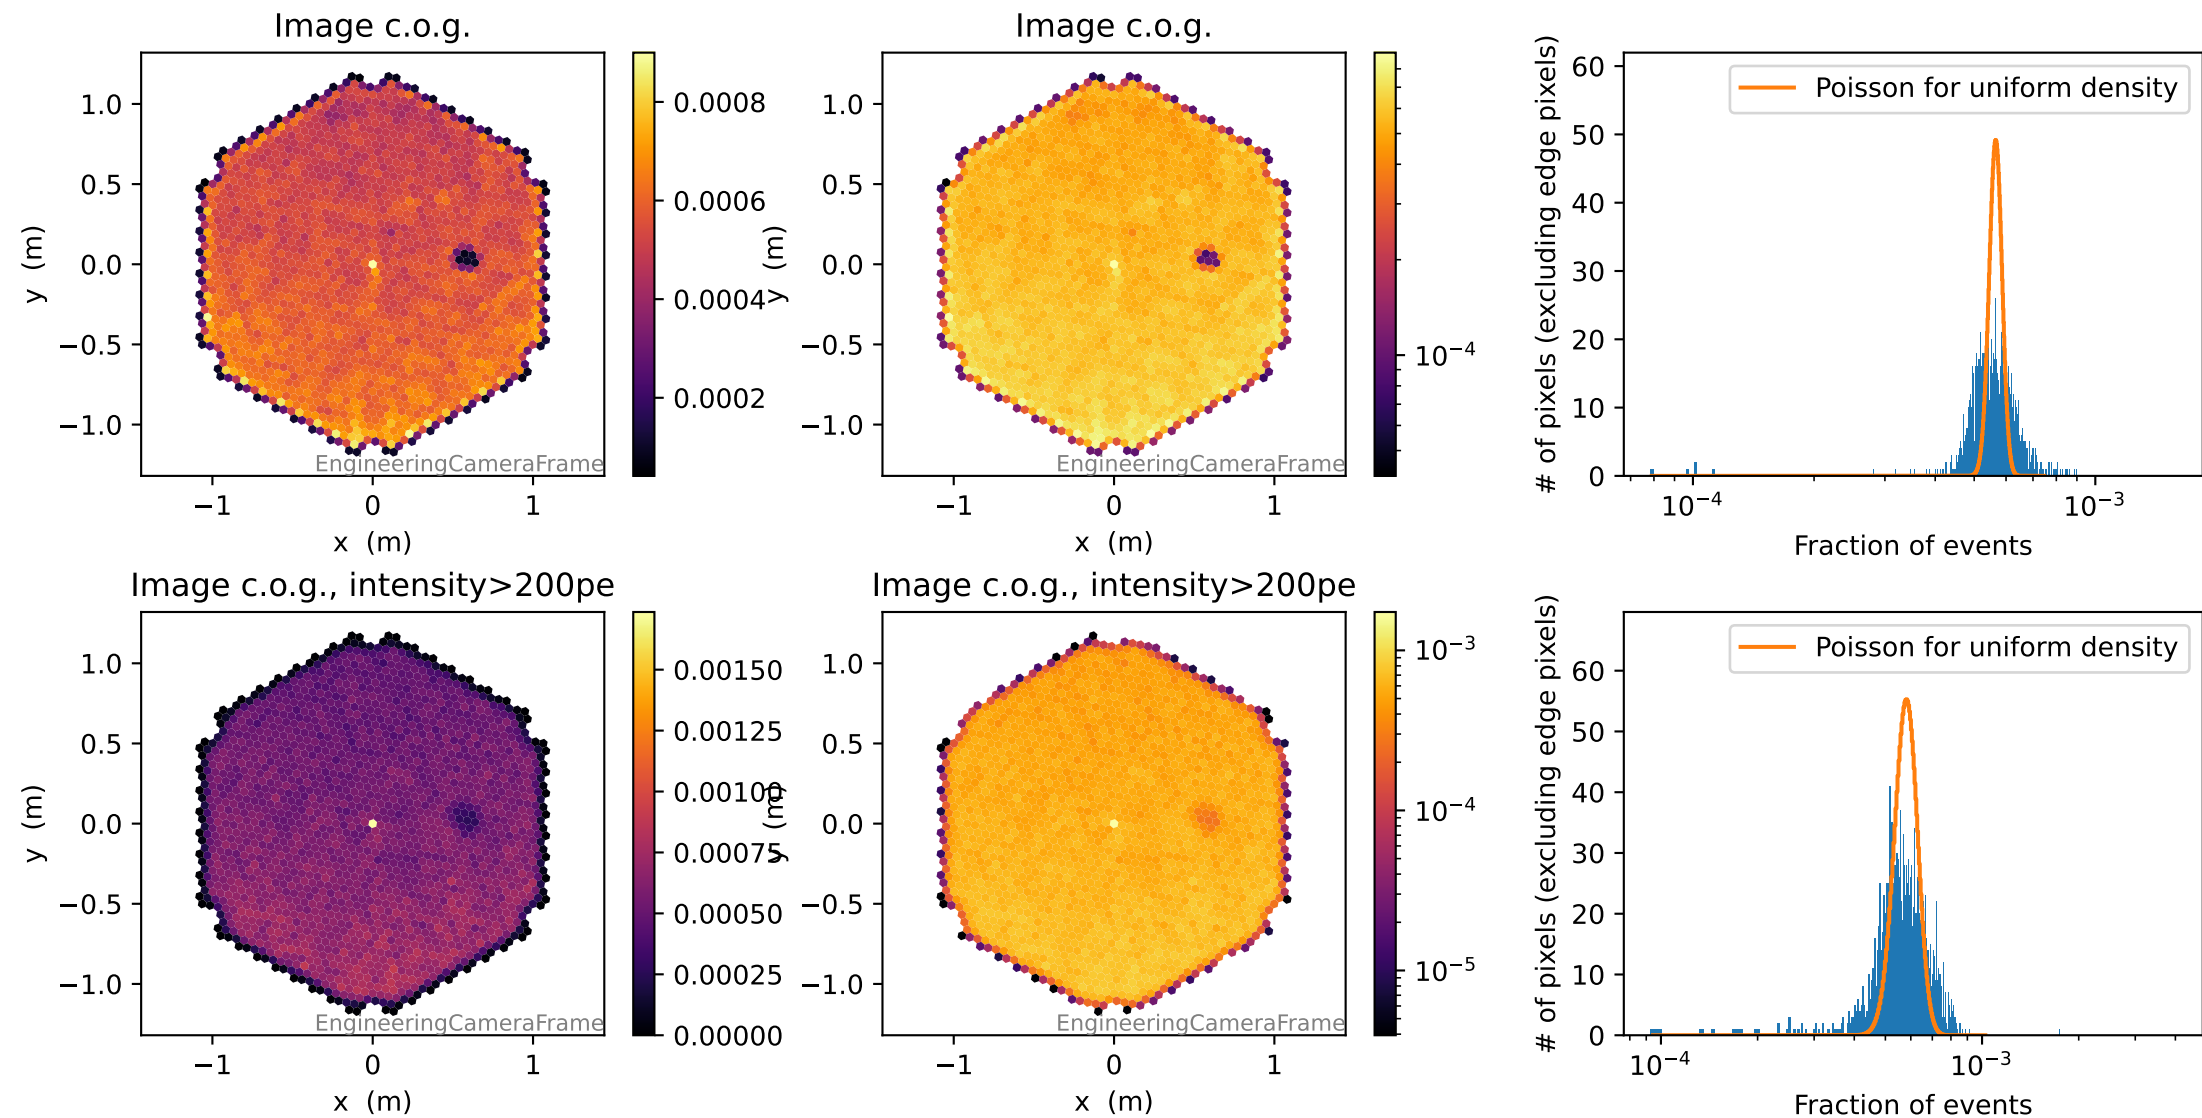 Image c.o.g.
y (m)
1.0
0.5
0.0
−0.5
−1.0
EngineeringCameraFrame
−1 0 1
x (m)
0.0008
0.0006
0.0004
0.0002
Image c.o.g.
y (m)
1.0
0.5
0.0
−0.5
−1.0
EngineeringCameraFrame
−1 0 1
x (m)
10⁻⁴
# of pixels (excluding edge pixels)
60
50
40
30
20
10
0
Poisson for uniform density
10⁻⁴ 10⁻³
Fraction of events
Image c.o.g., intensity>200pe
y (m)
1.0
0.5
0.0
−0.5
−1.0
EngineeringCameraFrame
−1 0 1
x (m)
0.00150
0.00125
0.00100
0.00075
0.00050
0.00025
0.00000
Image c.o.g., intensity>200pe
y (m)
1.0
0.5
0.0
−0.5
−1.0
EngineeringCameraFrame
−1 0 1
x (m)
10⁻³
10⁻⁴
10⁻⁵
# of pixels (excluding edge pixels)
60
50
40
30
20
10
0
Poisson for uniform density
10⁻⁴ 10⁻³
Fraction of events